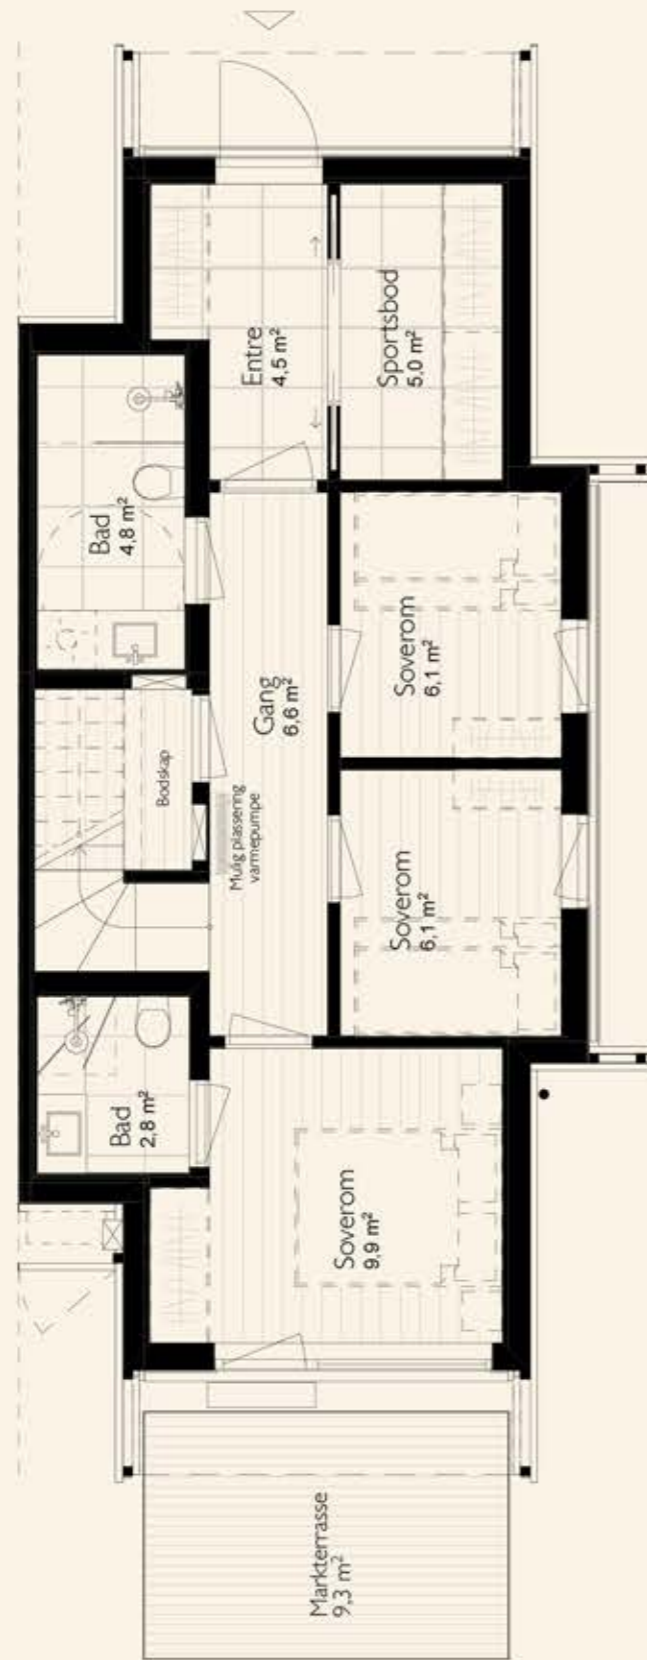 Entre
4,5 m²
Sportsbod
5,0 m²
Bad
4,8 m²
Gang
6,6 m²
Soverom
6,1 m²
Bodskap
Mulig plassering
varmepumpe
Soverom
6,1 m²
Bad
2,8 m²
Soverom
9,9 m²
Markterrasse
9,3 m²